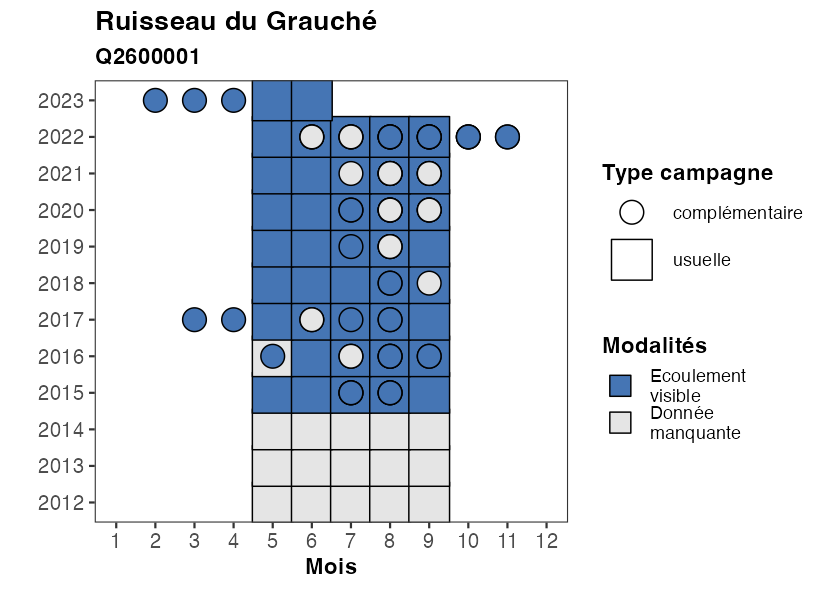 Ruisseau du Grauché
Q2600001
2023
2022
2021
2020
2019
2018
2017
2016
2015
2014
2013
2012
1 2 3 4 5 6 7 8 9 10 11 12
Mois
Type campagne
complémentaire
usuelle
Modalités
Ecoulement
visible
Donnée
manquante